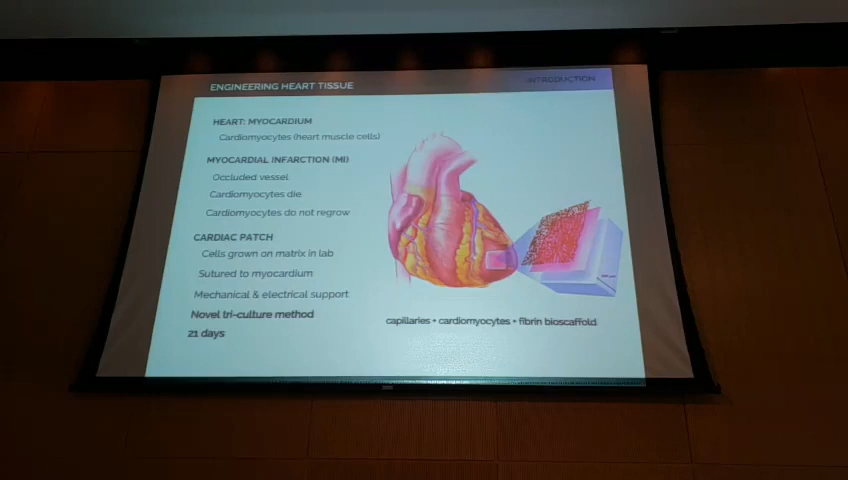 ENGINEERING HEART TISSUE
INTRODUCTION
HEART: MYOCARDIUM
Cardiomyocytes (heart muscle cells)
MYOCARDIAL INFARCTION (MI)
Occluded vessel
Cardiomyocytes die
Cardiomyocytes do not regrow
CARDIAC PATCH
Cells grown on matrix in lab
Sutured to myocardium
Mechanical & electrical support
Novel tri-culture method
21 days
capillaries + cardiomyocytes + fibrin bioscaffold